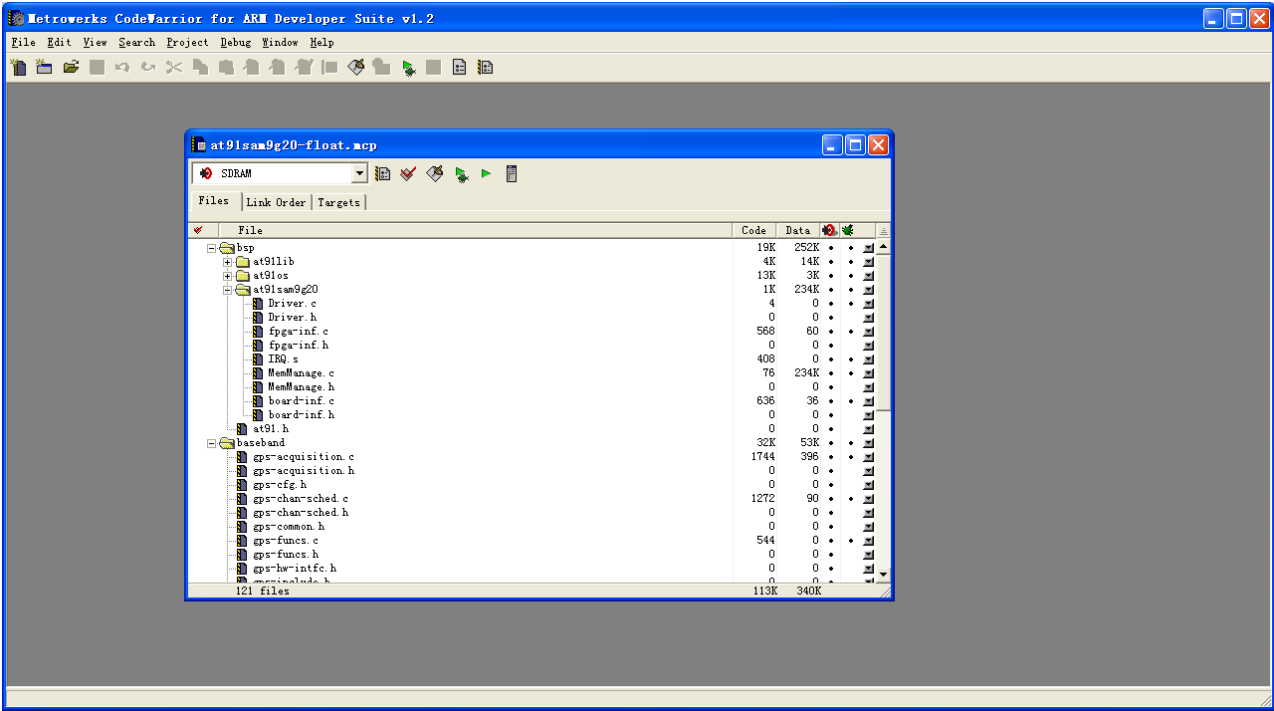 Metrowerks CodeWarrior for ARM Developer Suite v1.2
File Edit View Search Project Debug Window Help
at91sam9g20-float.mcp
SDRAM
Files Link Order Targets
File Code Data
bsp 19K 252K
at91lib 4K 14K
at91os 13K 3K
at91sam9g20 1K 234K
Driver.c 4 0
Driver.h 0 0
fpga-inf.c 568 60
fpga-inf.h 0 0
IRQ.s 408 0
MemManage.c 76 234K
MemManage.h 0 0
board-inf.c 636 36
board-inf.h 0 0
at91.h 0 0
baseband 32K 53K
gps-acquisition.c 1744 396
gps-acquisition.h 0 0
gps-cfg.h 0 0
gps-chan-sched.c 1272 90
gps-chan-sched.h 0 0
gps-common.h 0 0
gps-funcs.c 544 0
gps-funcs.h 0 0
gps-hw-intfc.h 0 0
gps-include.h 0 0
121 files 113K 340K